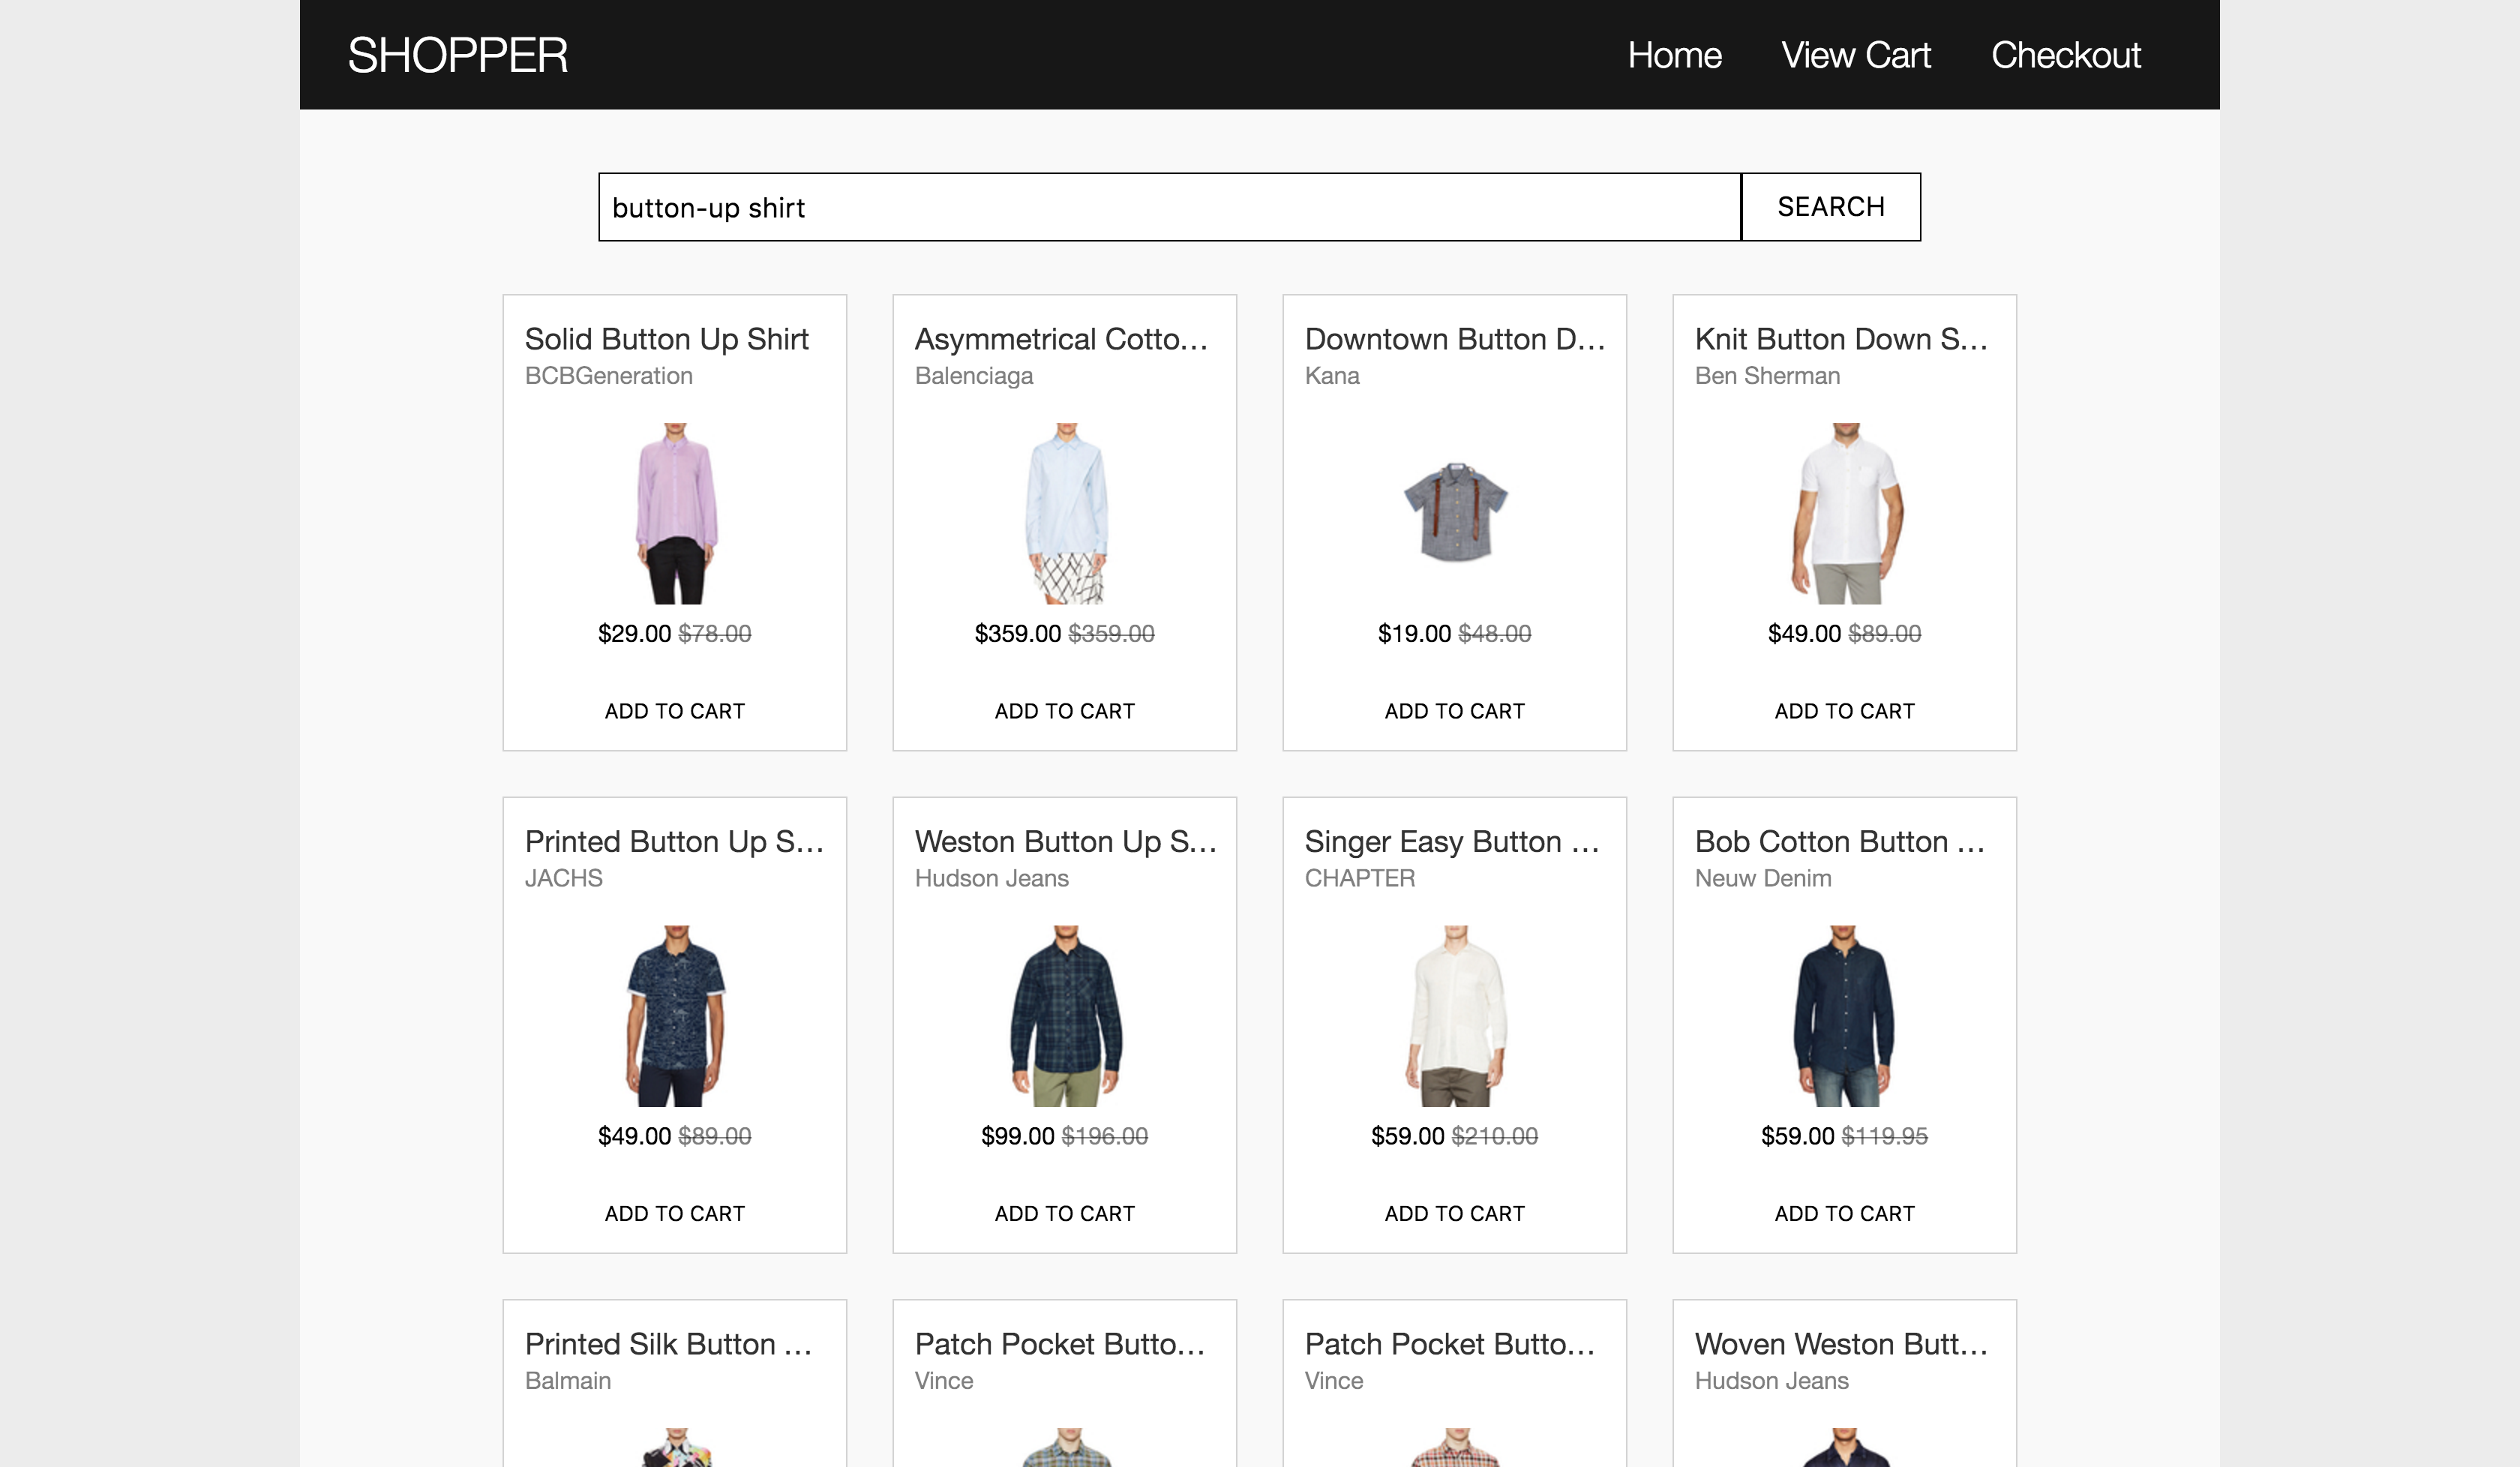 SHOPPER
Home View Cart Checkout
button-up shirt
SEARCH
Solid Button Up Shirt
BCBGeneration
$29.00 $78.00
ADD TO CART
Asymmetrical Cotto...
Balenciaga
$359.00 $359.00
ADD TO CART
Downtown Button D...
Kana
$19.00 $48.00
ADD TO CART
Knit Button Down S...
Ben Sherman
$49.00 $89.00
ADD TO CART
Printed Button Up S...
JACHS
$49.00 $89.00
ADD TO CART
Weston Button Up S...
Hudson Jeans
$99.00 $196.00
ADD TO CART
Singer Easy Button ...
CHAPTER
$59.00 $210.00
ADD TO CART
Bob Cotton Button ...
Neuw Denim
$59.00 $119.95
ADD TO CART
Printed Silk Button ...
Balmain
Patch Pocket Butto...
Vince
Patch Pocket Butto...
Vince
Woven Weston Butt...
Hudson Jeans